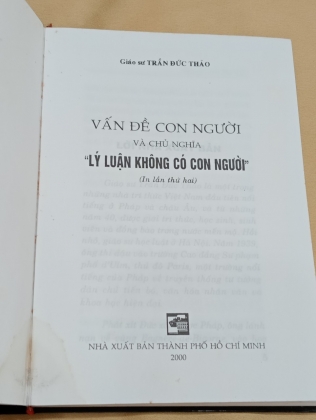 Giáo sư TRẦN ĐỨC THẢO
VẤN ĐỀ CON NGƯỜI
VÀ CHỦ NGHĨA
"LÝ LUẬN KHÔNG CÓ CON NGƯỜI"
(In lần thứ hai)
NHÀ XUẤT BẢN THÀNH PHỐ HỒ CHÍ MINH
2000